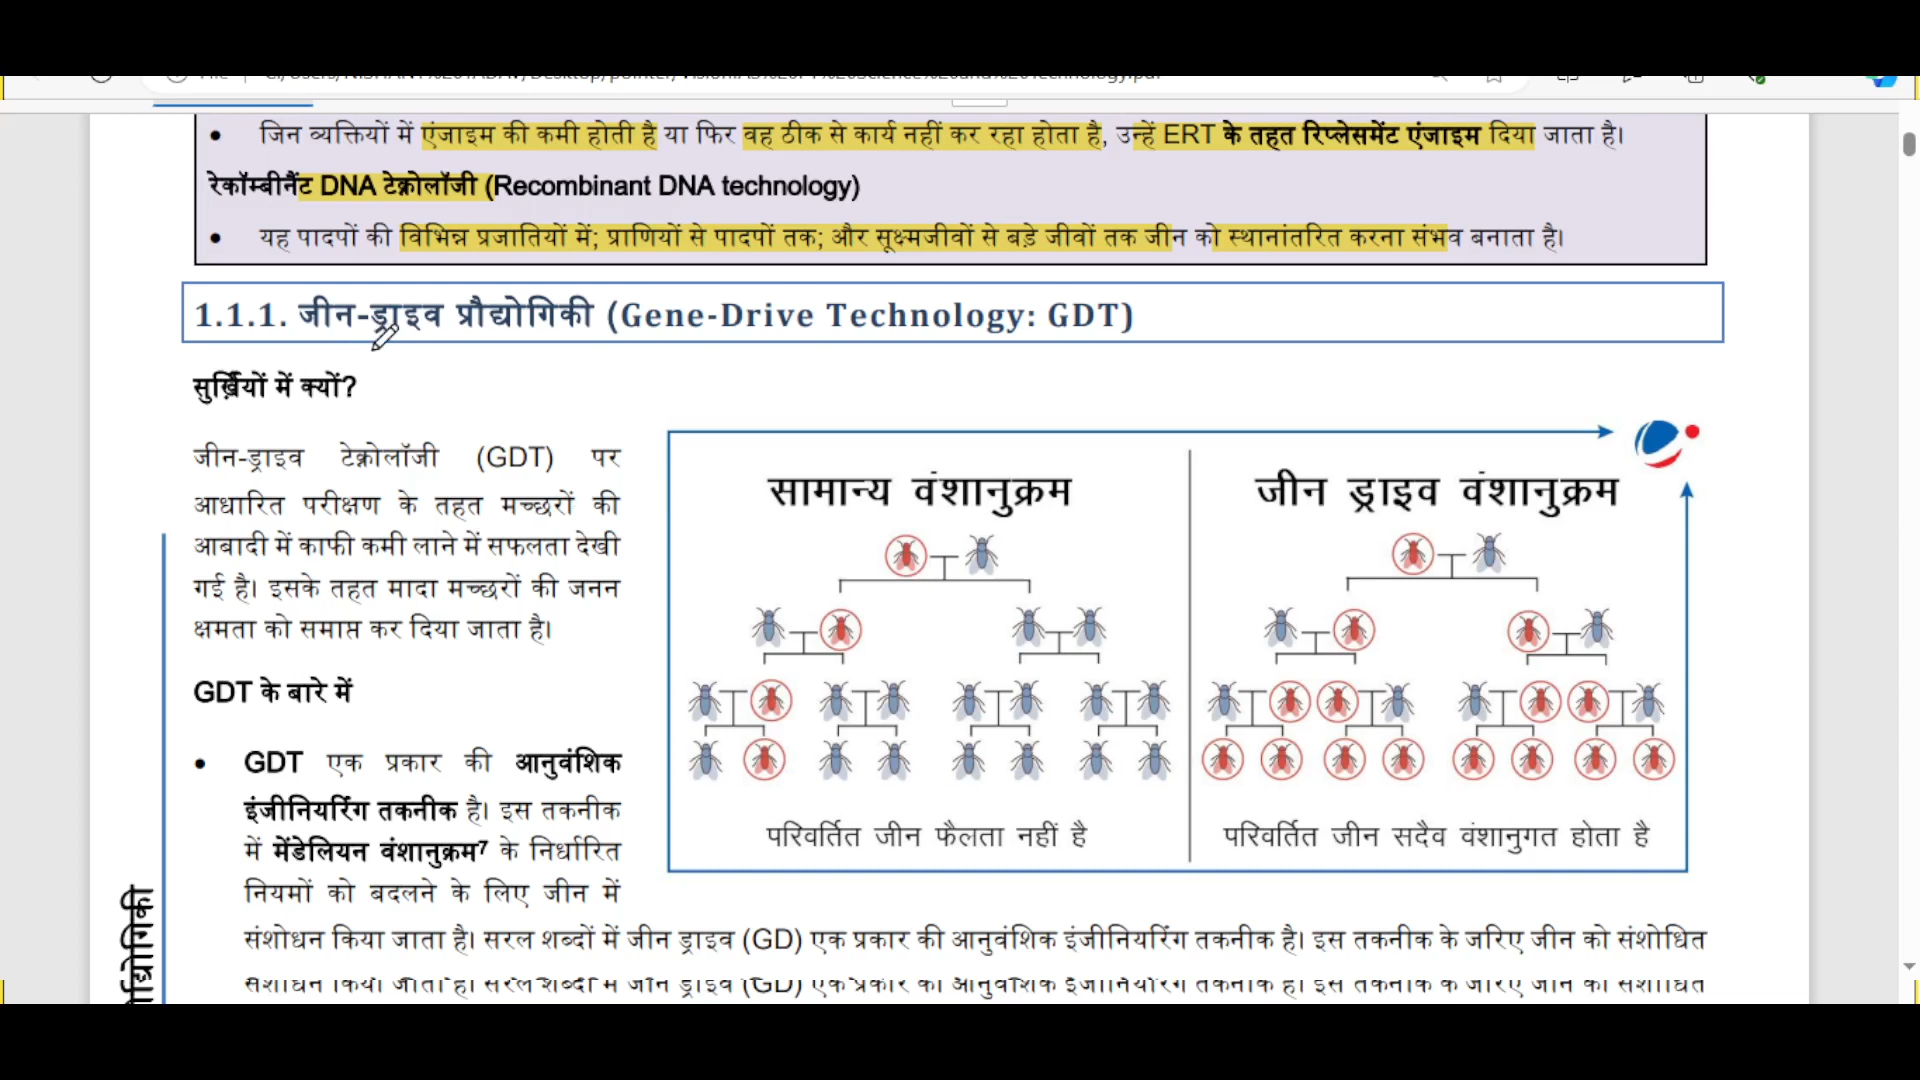 • जिन व्यक्तियों में एंजाइम की कमी होती है या फिर वह ठीक से कार्य नहीं कर रहा होता है, उन्हें ERT के तहत रिप्लेसमेंट एंजाइम दिया जाता है।
रेकॉम्बीनैंट DNA टेक्नोलॉजी (Recombinant DNA technology)
• यह पादपों की विभिन्न प्रजातियों में; प्राणियों से पादपों तक; और सूक्ष्मजीवों से बड़े जीवों तक जीन को स्थानांतरित करना संभव बनाता है।
1.1.1. जीन-ड्राइव प्रौद्योगिकी (Gene-Drive Technology: GDT)
सुर्ख़ियों में क्यों?
जीन-ड्राइव टेक्नोलॉजी (GDT) पर
आधारित परीक्षण के तहत मच्छरों की
आबादी में काफी कमी लाने में सफलता देखी
गई है। इसके तहत मादा मच्छरों की जनन
क्षमता को समाप्त कर दिया जाता है।
GDT के बारे में
• GDT एक प्रकार की आनुवंशिक
इंजीनियरिंग तकनीक है। इस तकनीक
में मेंडेलियन वंशानुक्रम⁷ के निर्धारित
नियमों को बदलने के लिए जीन में
संशोधन किया जाता है। सरल शब्दों में जीन ड्राइव (GD) एक प्रकार की आनुवंशिक इंजीनियरिंग तकनीक है। इस तकनीक के जरिए जीन को संशोधित
सामान्य वंशानुक्रम
परिवर्तित जीन फैलता नहीं है
जीन ड्राइव वंशानुक्रम
परिवर्तित जीन सदैव वंशानुगत होता है